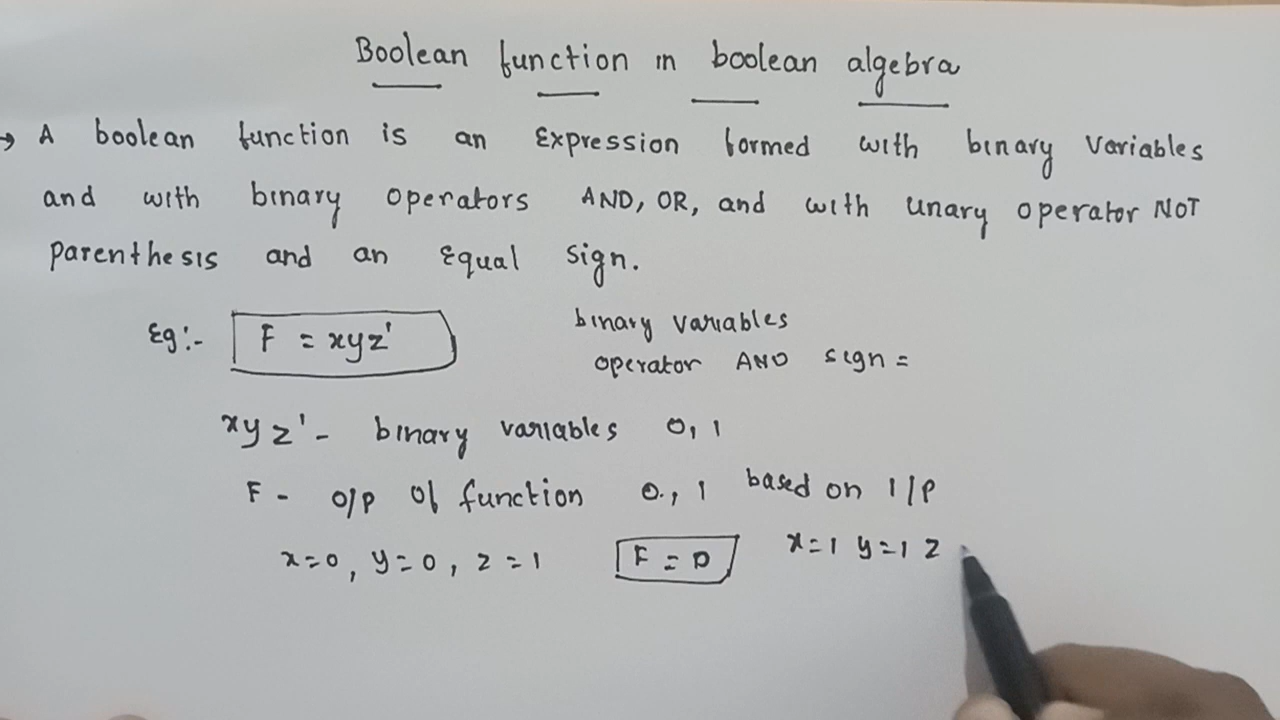 Boolean function in boolean algebra
→ A boolean function is an Expression formed with binary variables
and with binary operators AND, OR, and with unary operator NOT
parenthesis and an Equal sign.
Eg:- F = xyz' binary variables
operator AND sign =
xyz' - binary variables 0, 1
F - o/p of function 0, 1 based on I/P
x=0, y=0, z=1 F = 0 x=1 y=1 z